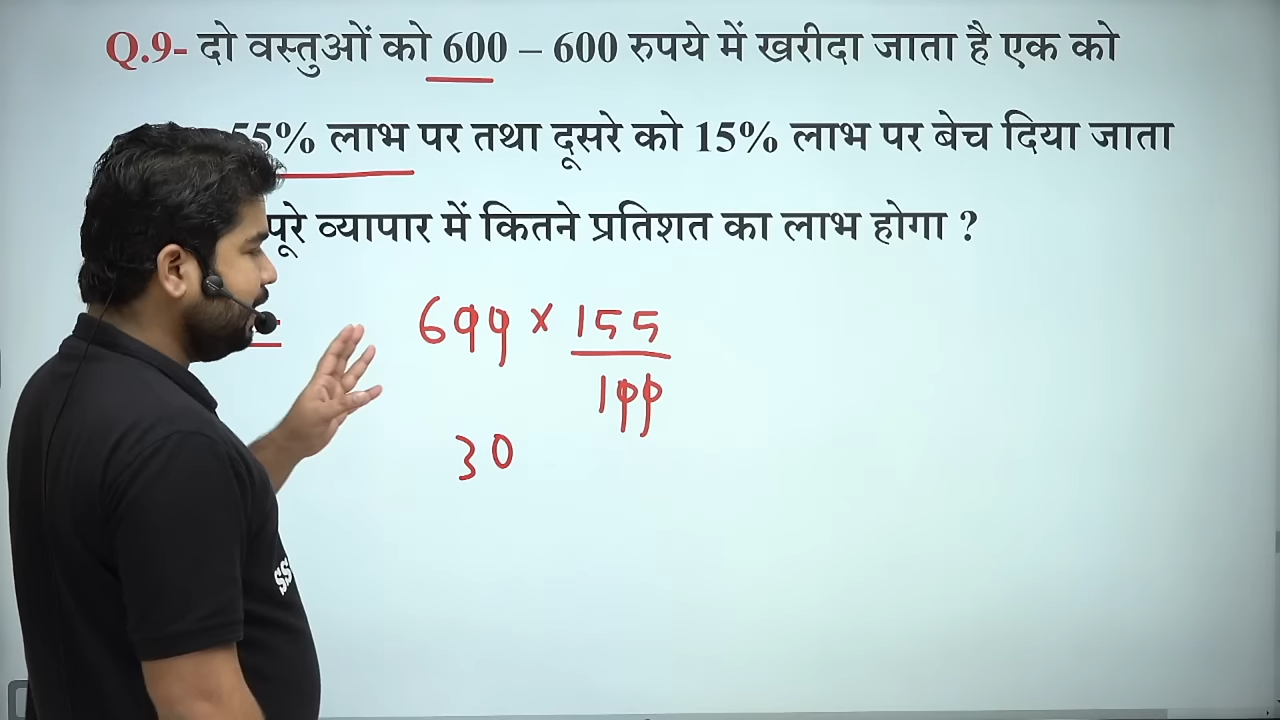 Q.9- दो वस्तुओं को 600 – 600 रुपये में खरीदा जाता है एक को
55% लाभ पर तथा दूसरे को 15% लाभ पर बेच दिया जाता
पूरे व्यापार में कितने प्रतिशत का लाभ होगा ?
600 × 155
100
30
SS